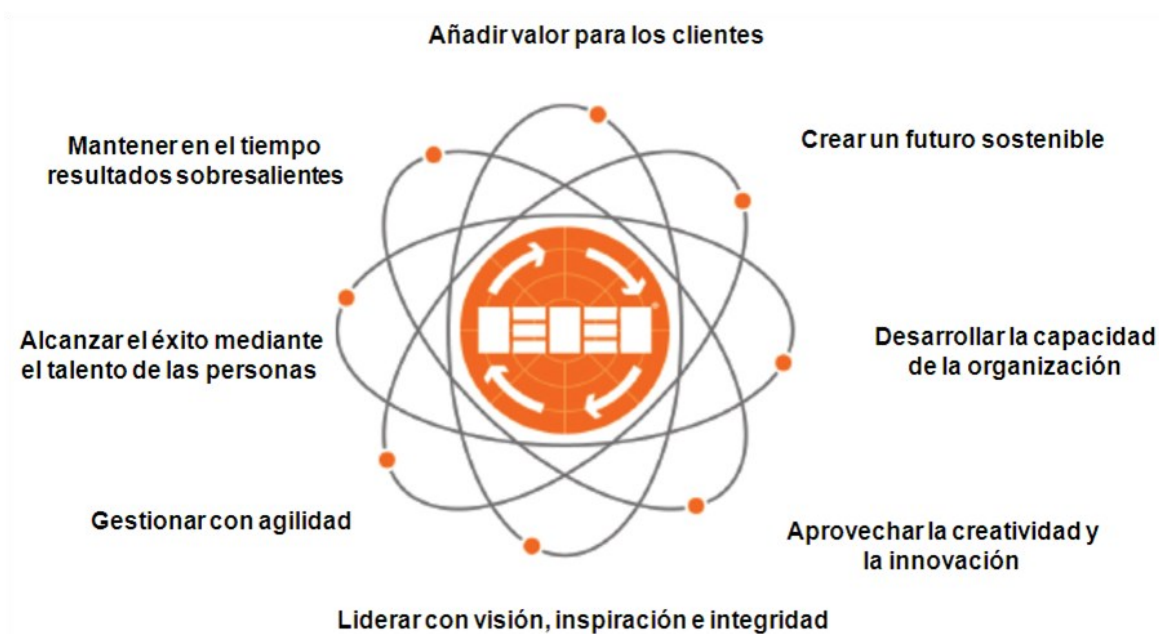 Añadir valor para los clientes
Crear un futuro sostenible
Mantener en el tiempo
resultados sobresalientes
Desarrollar la capacidad
de la organización
Alcanzar el éxito mediante
el talento de las personas
Gestionar con agilidad
Aprovechar la creatividad y
la innovación
Liderar con visión, inspiración e integridad